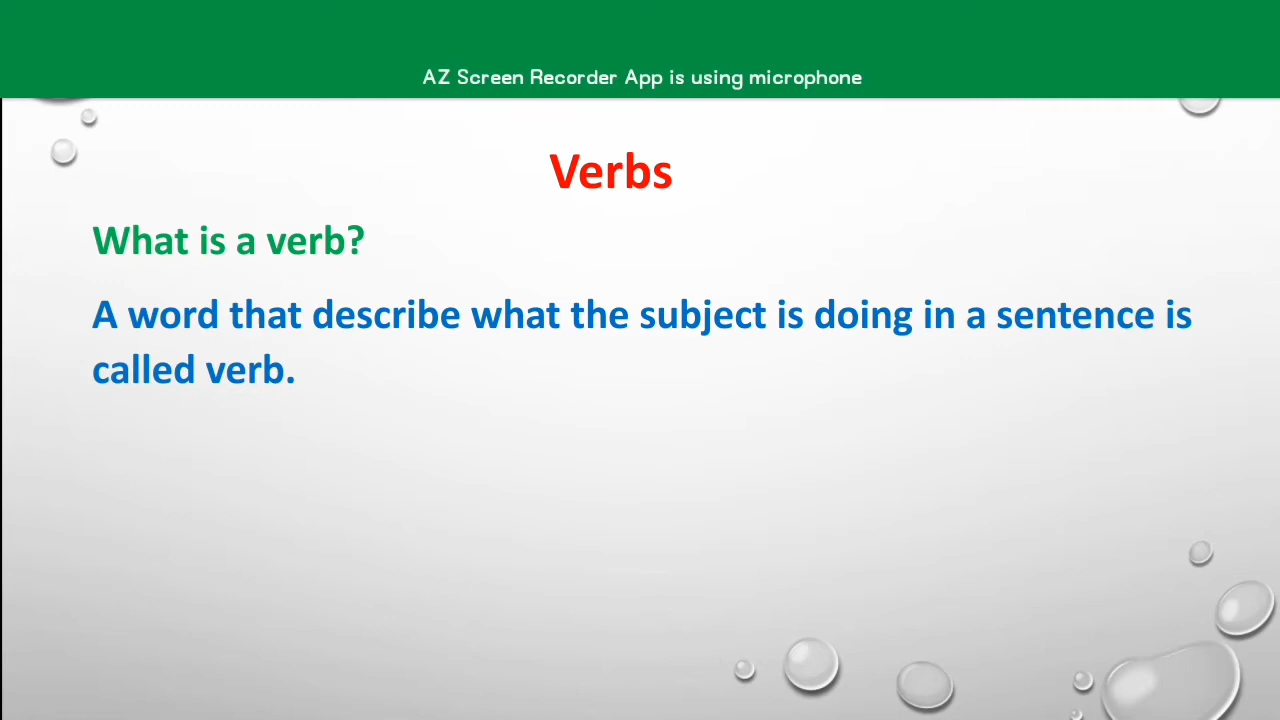 AZ Screen Recorder App is using microphone
Verbs
What is a verb?
A word that describe what the subject is doing in a sentence is
called verb.